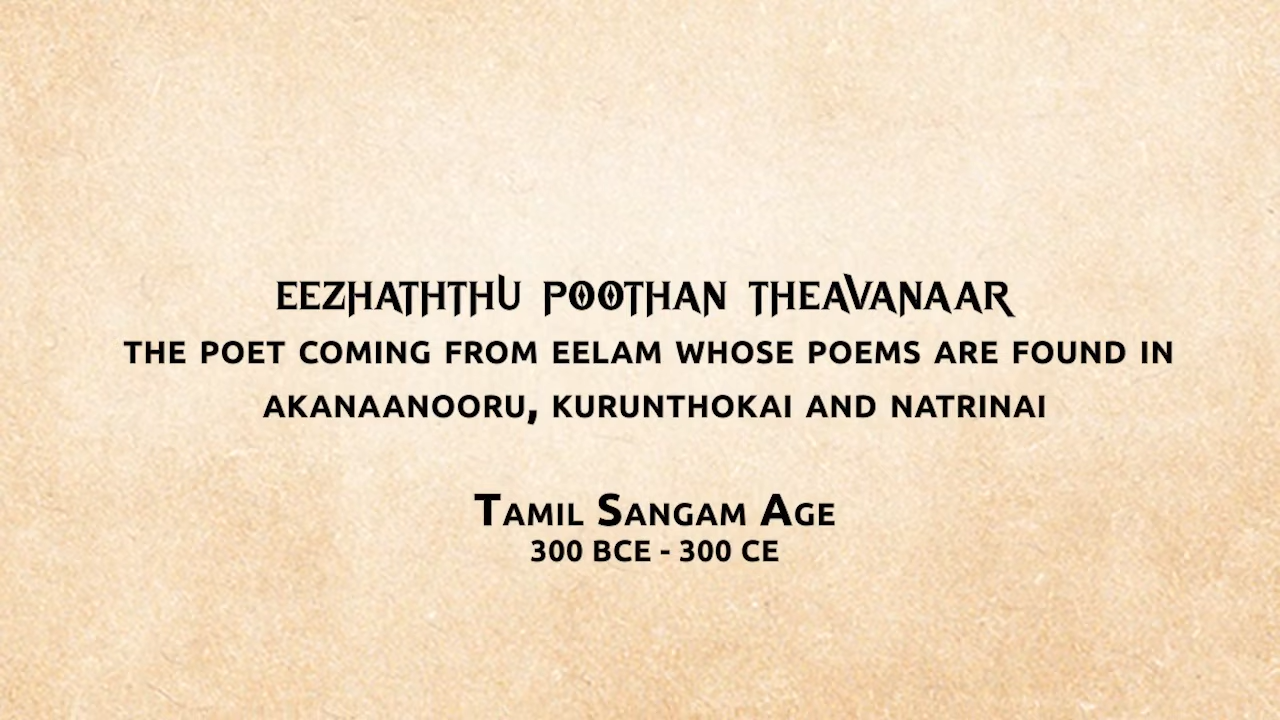 EEZHATHTHU POOTHAN THEAVANAAR
THE POET COMING FROM EELAM WHOSE POEMS ARE FOUND IN
AKANAANOORU, KURUNTHOKAI AND NATRINAI
Tamil Sangam Age
300 BCE - 300 CE